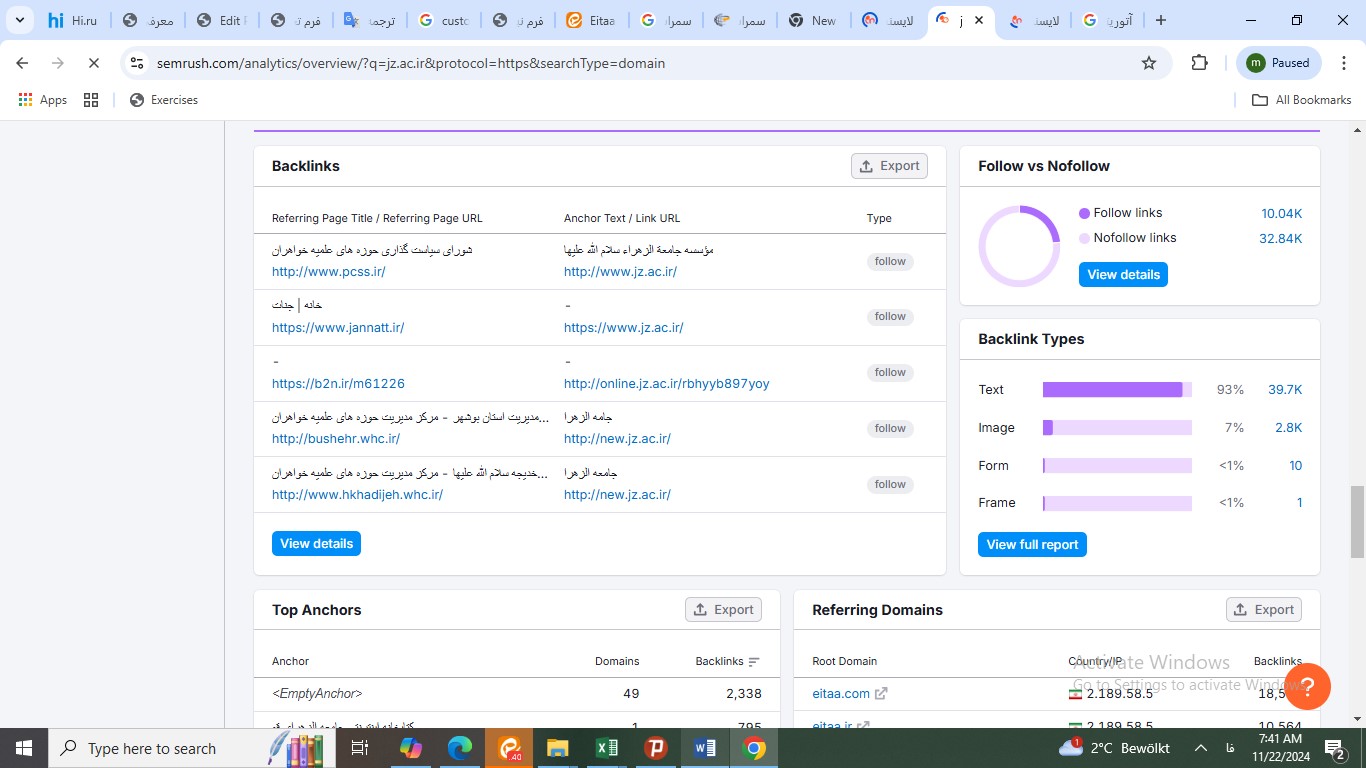 Hi.ru
معرف
Edit
فرم ت
ترجمه
custo
فرم ن
Eitaa
سمرا
سمرا
New
لایسن
j
لایسن
آتوریا
semrush.com/analytics/overview/?q=jz.ac.ir&protocol=https&searchType=domain
m Paused
Apps Exercises All Bookmarks
Backlinks Export
Referring Page Title / Referring Page URL Anchor Text / Link URL Type
شورای سیاست گذاری حوزه های علمیه خواهران مؤسسه جامعة الزهراء سلام الله علیها
http://www.pcss.ir/ http://www.jz.ac.ir/ follow
خانه | جنات -
https://www.jannatt.ir/ https://www.jz.ac.ir/ follow
- -
https://b2n.ir/m61226 http://online.jz.ac.ir/rbhyyb897yoy follow
مدیریت استان بوشهر - مرکز مدیریت حوزه های علمیه خواهران... جامه الزهرا
http://bushehr.whc.ir/ http://new.jz.ac.ir/ follow
خدیجه سلام الله علیها - مرکز مدیریت حوزه های علمیه خواهران... جامعه الزهرا
http://www.hkhadijeh.whc.ir/ http://new.jz.ac.ir/ follow
View details
Follow vs Nofollow
Follow links 10.04K
Nofollow links 32.84K
View details
Backlink Types
Text 93% 39.7K
Image 7% 2.8K
Form <1% 10
Frame <1% 1
View full report
Top Anchors Export
Anchor Domains Backlinks
<EmptyAnchor> 49 2,338
1 795
Referring Domains Export
Root Domain Country/IP Backlinks
eitaa.com 2.189.58.5 18,5
eitaa.ir 2.189.58.5 10,564
Activate Windows
Go to Settings to activate Windows.
?
Type here to search
.40
1 2°C Bewölkt فا 7:41 AM
11/22/2024
2